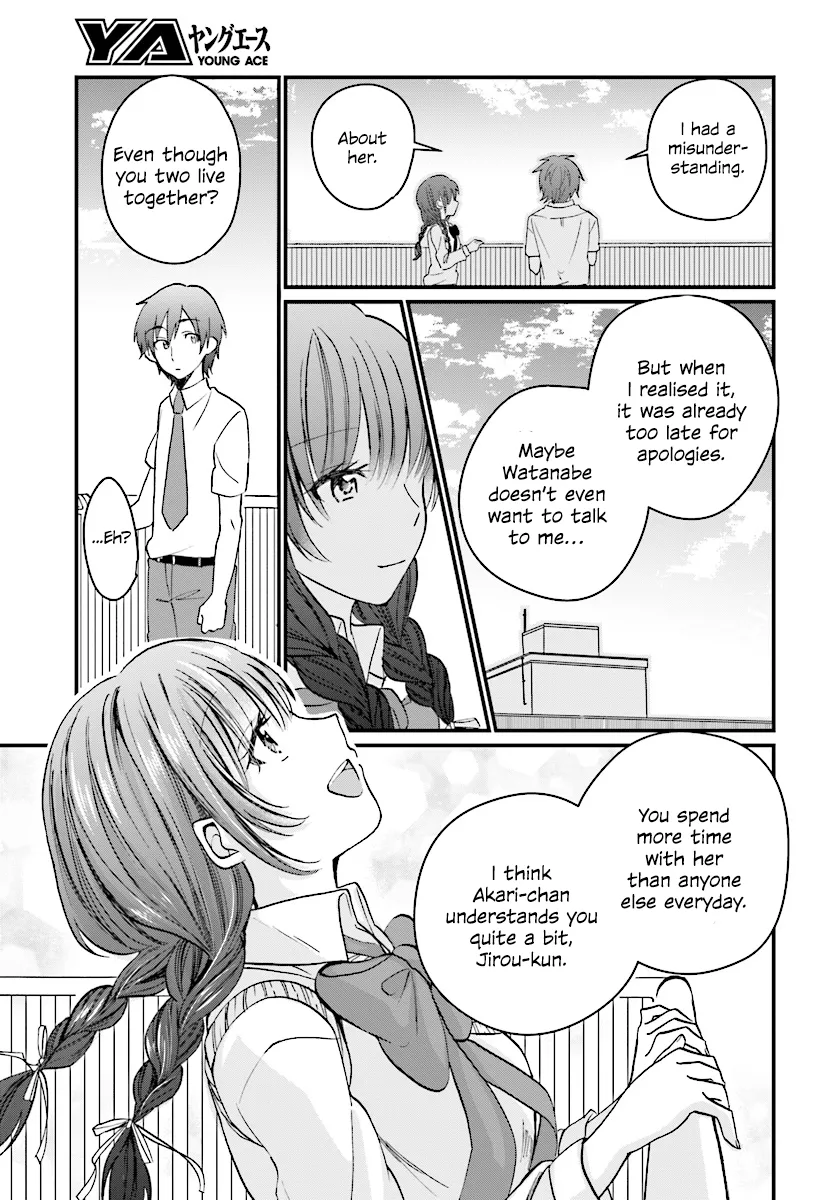 YA ヤングエース
YOUNG ACE
I had a
misunder-
standing.
About
her.
But when
I realised it,
it was already
too late for
apologies.
Maybe
Watanabe
doesn't even
want to talk
to me...
Even though
you two live
together?
...Eh?
You spend
more time
with her
than anyone
else everyday.
I think
Akari-chan
understands you
quite a bit,
Jirou-kun.